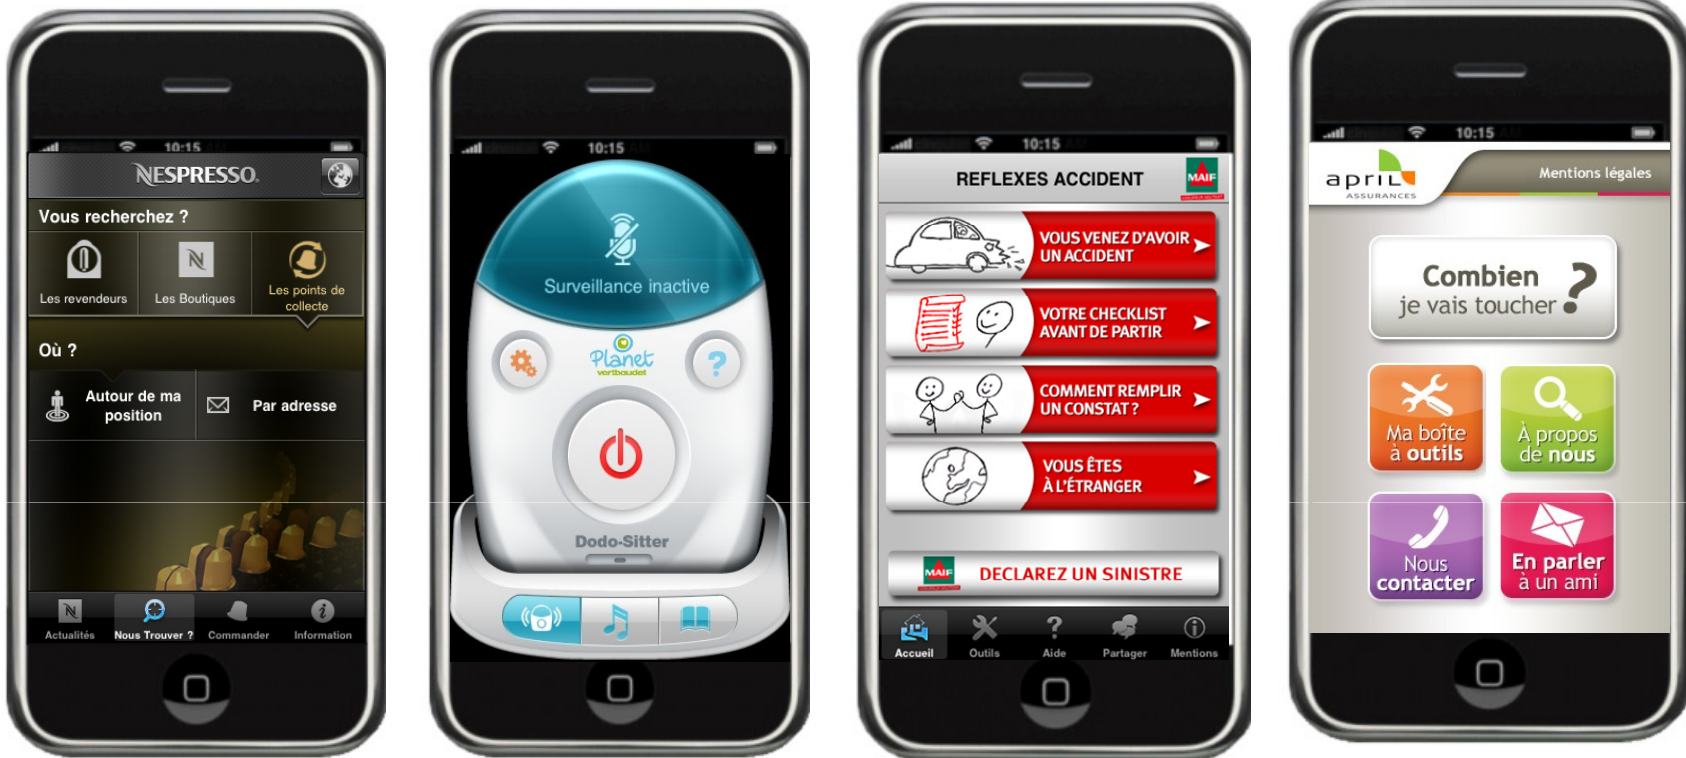 10:15
NESPRESSO.
Vous recherchez ?
Les revendeurs
Les Boutiques
Les points de
collecte
Où ?
Autour de ma
position
Par adresse
Actualités
Nous Trouver ?
Commander
Information
10:15
Surveillance inactive
Planet
vertbaudet
?
Dodo-Sitter
10:15
REFLEXES ACCIDENT
MAIF
VOUS VENEZ D'AVOIR
UN ACCIDENT
VOTRE CHECKLIST
AVANT DE PARTIR
COMMENT REMPLIR
UN CONSTAT ?
VOUS ÊTES
À L'ÉTRANGER
MAIF
DECLAREZ UN SINISTRE
Accueil
Outils
Aide
Partager
Mentions
10:15
april
ASSURANCES
Mentions légales
Combien
je vais toucher ?
Ma boîte
à outils
À propos
de nous
Nous
contacter
En parler
à un ami